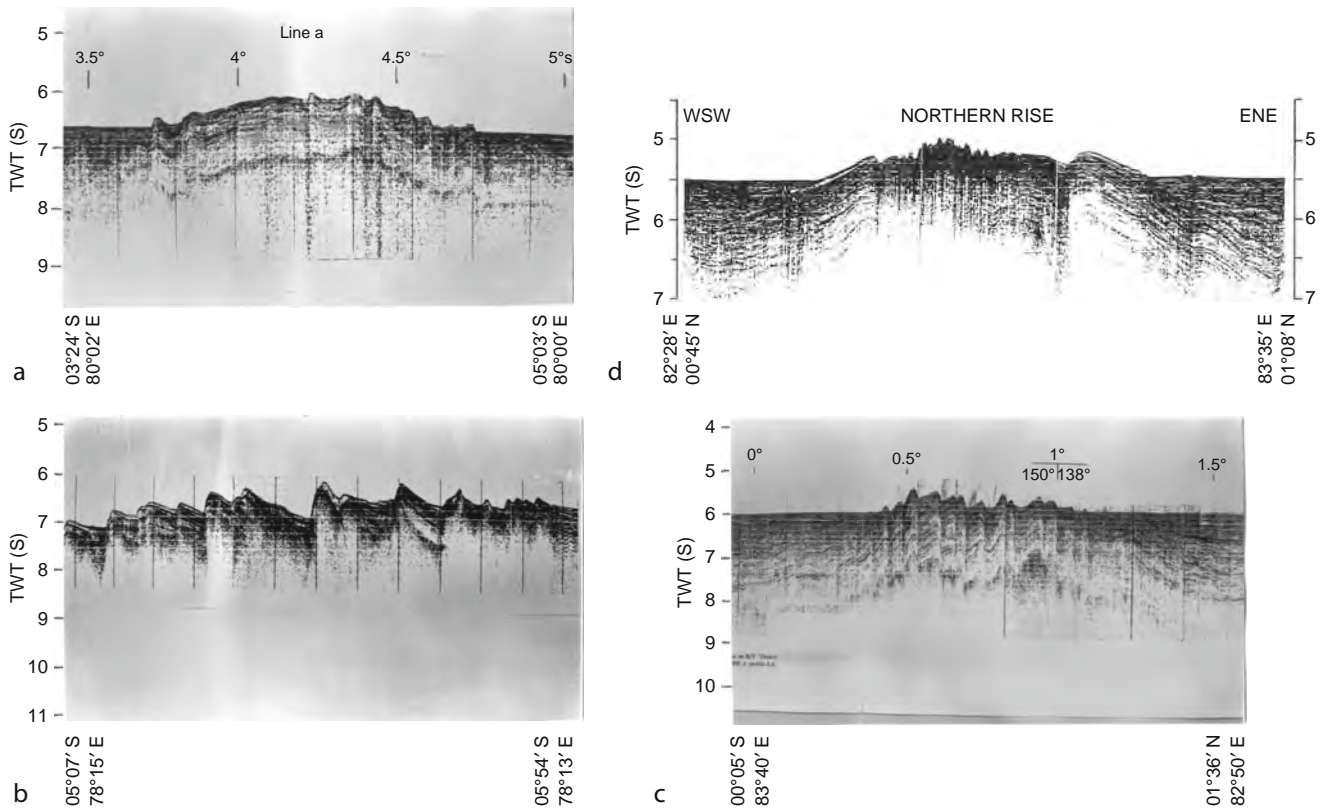 Line a
5
3.5°
4°
4.5°
5°s
6
7
8
9
TWT (S)
03°24′ S
80°02′ E
05°03′ S
80°00′ E
a
WSW
NORTHERN RISE
ENE
5
5
6
6
7
7
TWT (S)
82°28′ E
00°45′ N
83°35′ E
01°08′ N
d
5
6
7
8
9
10
11
TWT (S)
05°07′ S
78°15′ E
05°54′ S
78°13′ E
b
4
0°
0.5°
1°
1.5°
150°
138°
5
6
7
8
9
10
TWT (S)
00°05′ S
83°40′ E
01°36′ N
82°50′ E
c